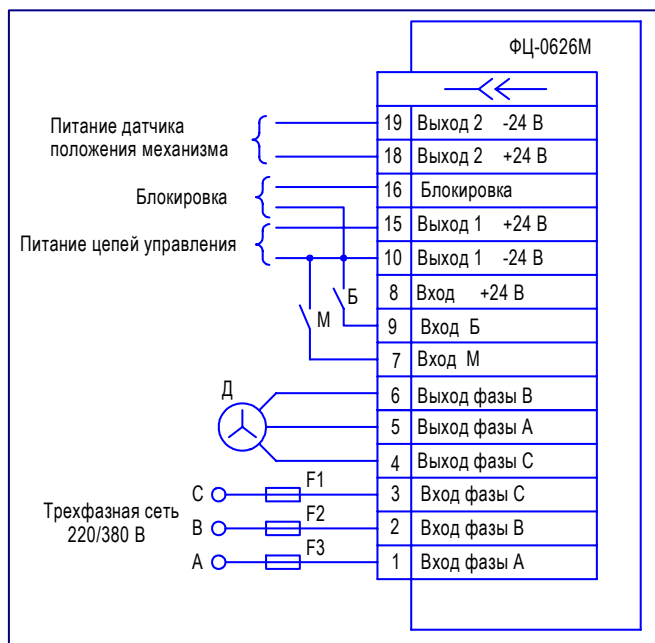 ФЦ-0626М
19 Выход 2 -24 В
18 Выход 2 +24 В
16 Блокировка
15 Выход 1 +24 В
10 Выход 1 -24 В
8 Вход +24 В
9 Вход Б
7 Вход М
6 Выход фазы В
5 Выход фазы А
4 Выход фазы С
3 Вход фазы С
2 Вход фазы В
1 Вход фазы А
Питание датчика
положения механизма
Блокировка
Питание цепей управления
Б
М
Д
Трехфазная сеть
220/380 В
С
F1
В
F2
А
F3